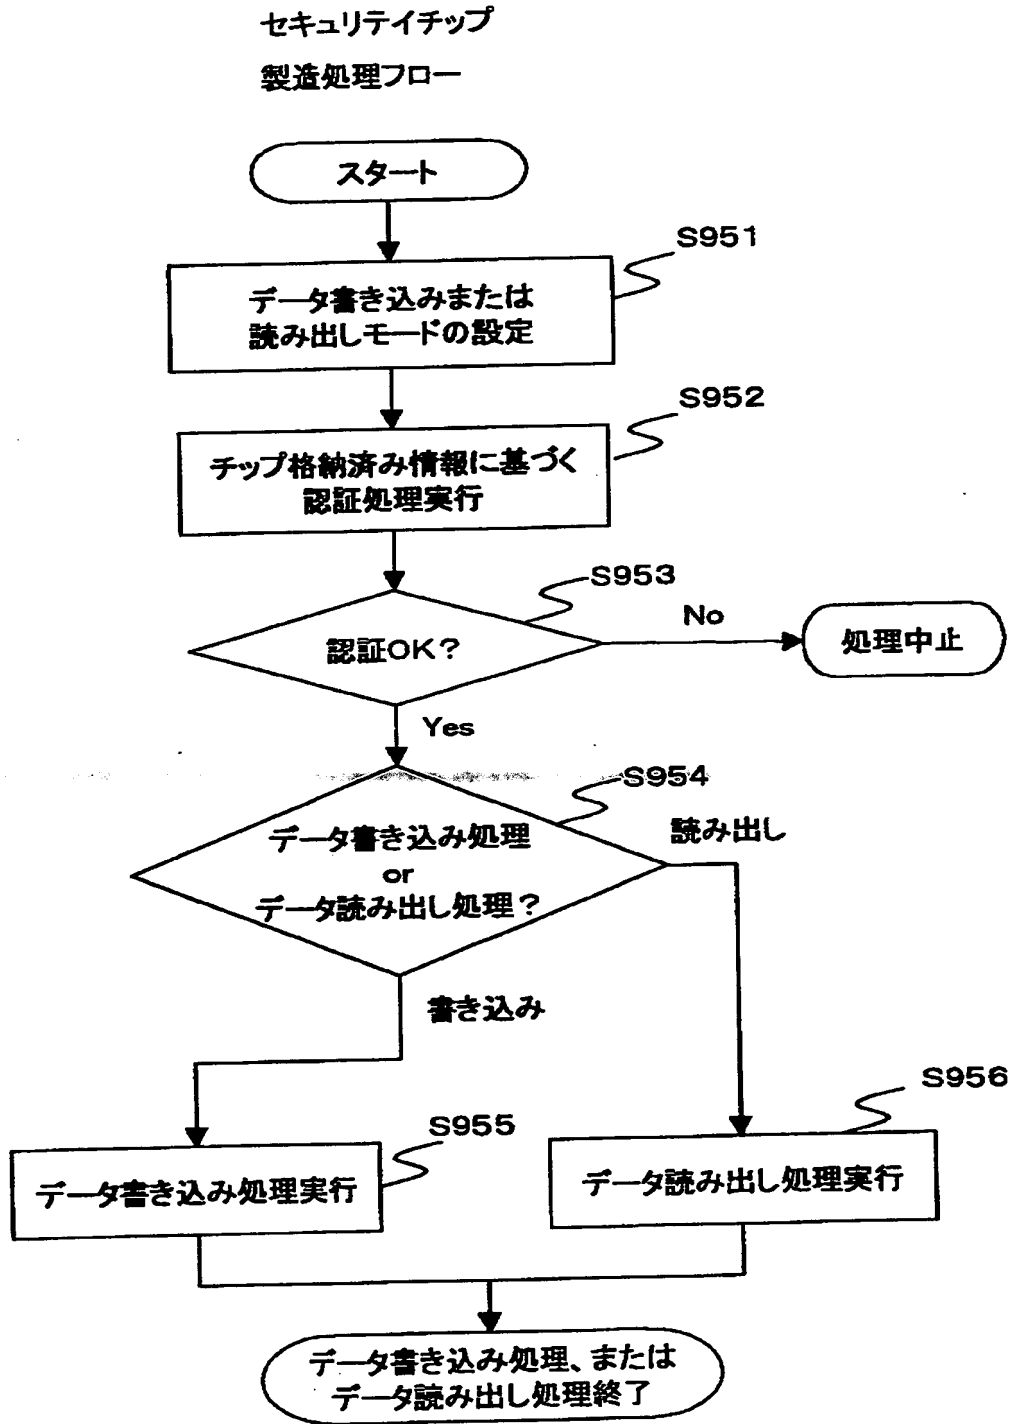 セキュリテイチップ
製造処理フロー
スタート
S951
データ書き込みまたは
読み出しモードの設定
S952
チップ格納済み情報に基づく
認証処理実行
S953
認証OK?
No
処理中止
Yes
S954
データ書き込み処理
or
データ読み出し処理?
読み出し
書き込み
S955
データ書き込み処理実行
S956
データ読み出し処理実行
データ書き込み処理、または
データ読み出し処理終了